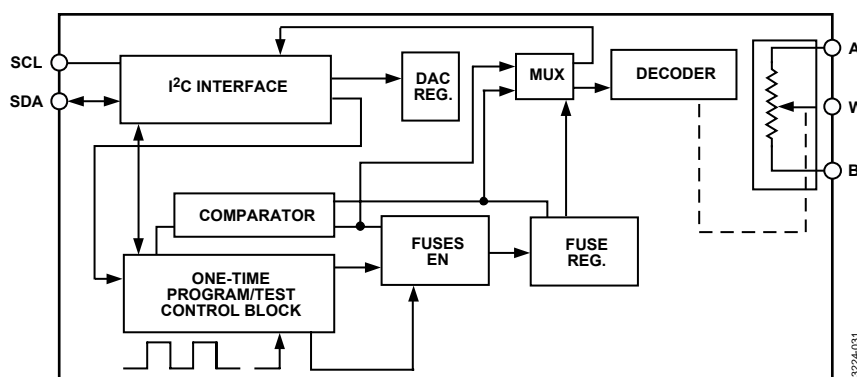 SCL
SDA
I²C INTERFACE
DAC
REG.
MUX
DECODER
A
W
B
COMPARATOR
FUSES
EN
FUSE
REG.
ONE-TIME
PROGRAM/TEST
CONTROL BLOCK